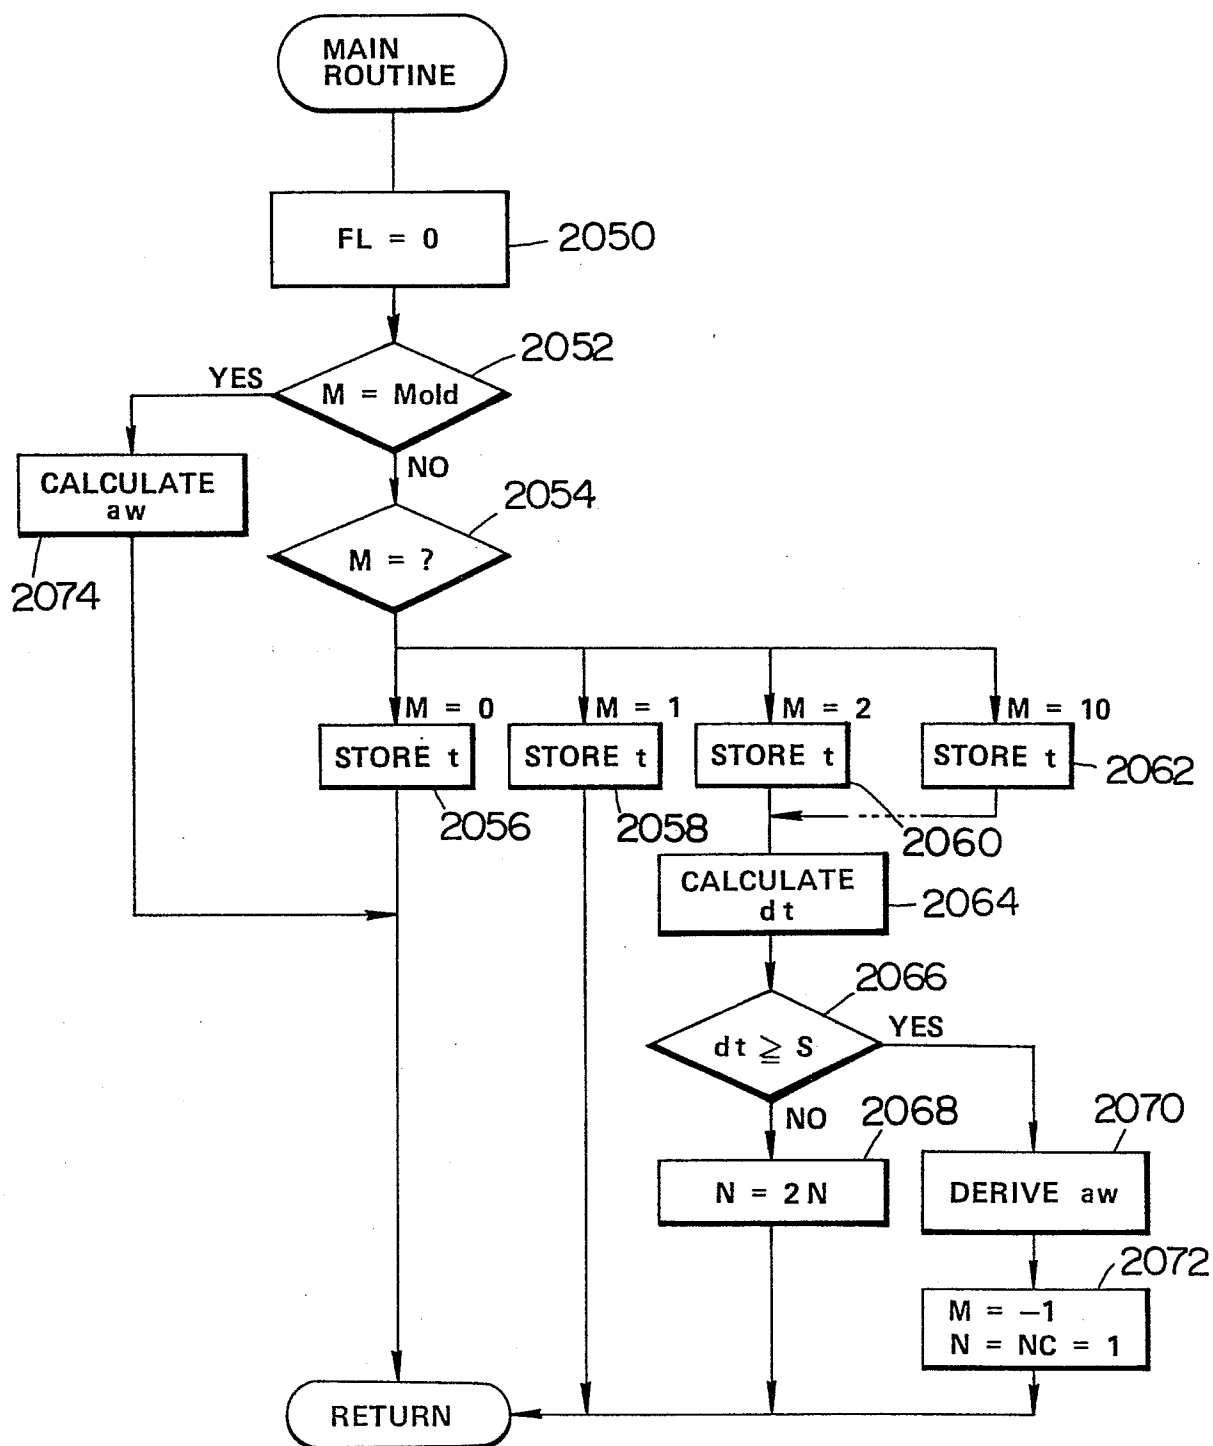 MAIN
ROUTINE
FL = 0
2050
2052
YES
M = Mold
CALCULATE
aw
NO
2054
M = ?
2074
M = 0
M = 1
M = 2
M = 10
STORE t
STORE t
STORE t
STORE t
2062
2056
2058
2060
CALCULATE
dt
2064
2066
dt ≧ S
YES
NO
2068
2070
N = 2N
DERIVE aw
2072
M = −1
N = NC = 1
RETURN